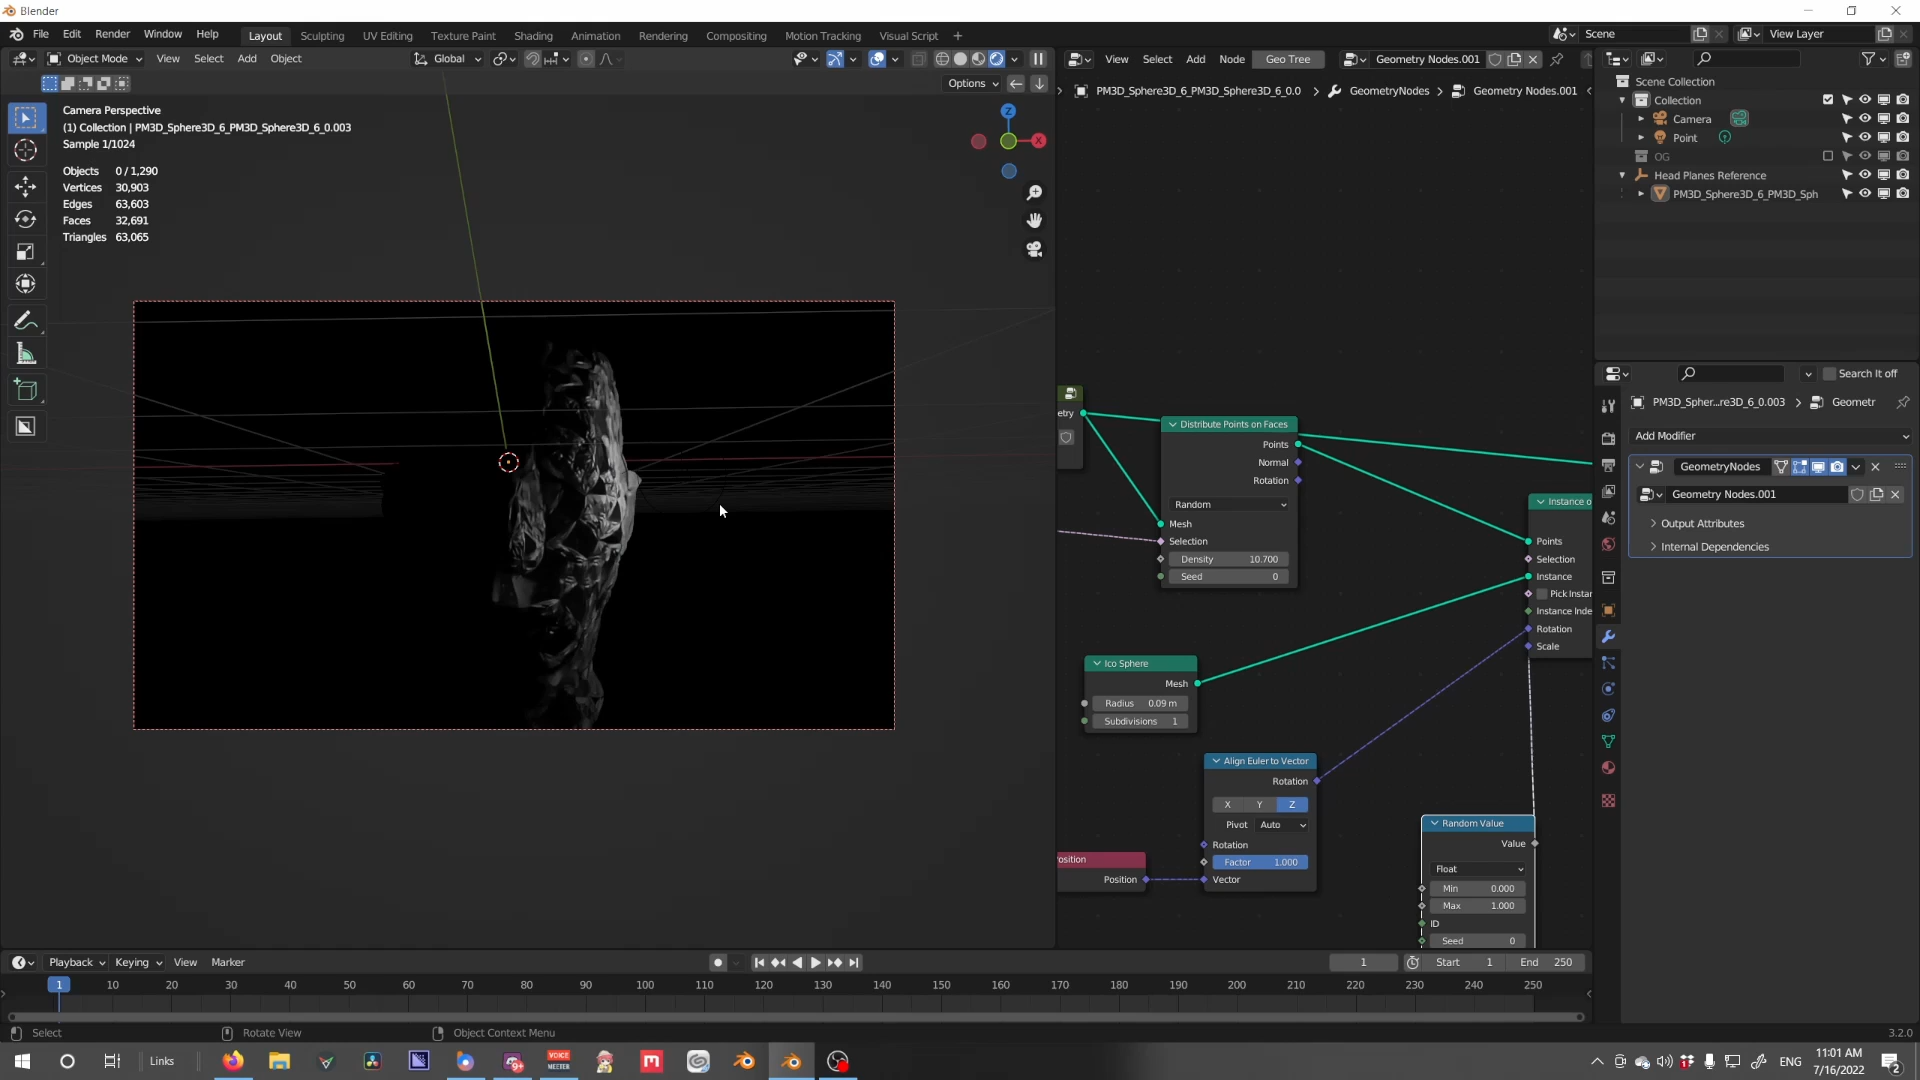 Blender
File Edit Render Window Help Layout Sculpting UV Editing Texture Paint Shading Animation Rendering Compositing Motion Tracking Visual Script Scene View Layer
Object Mode View Select Add Object Global View Select Add Node Geo Tree Geometry Nodes.001
Options PM3D_Sphere3D_6_PM3D_Sphere3D_6_0.0 GeometryNodes Geometry Nodes.001
Scene Collection
Collection
Camera
Point
OG
Head Planes Reference
PM3D_Sphere3D_6_PM3D_Sph
Camera Perspective
(1) Collection | PM3D_Sphere3D_6_PM3D_Sphere3D_6_0.003
Sample 1/1024
Objects 0 / 1,290
Vertices 30,903
Edges 63,603
Faces 32,691
Triangles 63,065
Z
X
Search It off
PM3D_Spher...re3D_6_0.003 Geometr
Add Modifier
GeometryNodes
Geometry Nodes.001
Output Attributes
Internal Dependencies
etry
Distribute Points on Faces
Points
Normal
Rotation
Random
Mesh
Selection
Density 10.700
Seed 0
Instance o
Points
Selection
Instance
Pick Instar
Instance Inde
Rotation
Scale
Ico Sphere
Mesh
Radius 0.09 m
Subdivisions 1
Align Euler to Vector
Rotation
X Y Z
Pivot Auto
Rotation
Factor 1.000
Vector
osition
Position
Random Value
Value
Float
Min 0.000
Max 1.000
ID
Seed 0
Playback Keying View Marker 1 Start 1 End 250
1 10 20 30 40 50 60 70 80 90 100 110 120 130 140 150 160 170 180 190 200 210 220 230 240 250
Select Rotate View Object Context Menu 3.2.0
Links VOICE MEETER 9+ ENG 11:01 AM
7/16/2022
2